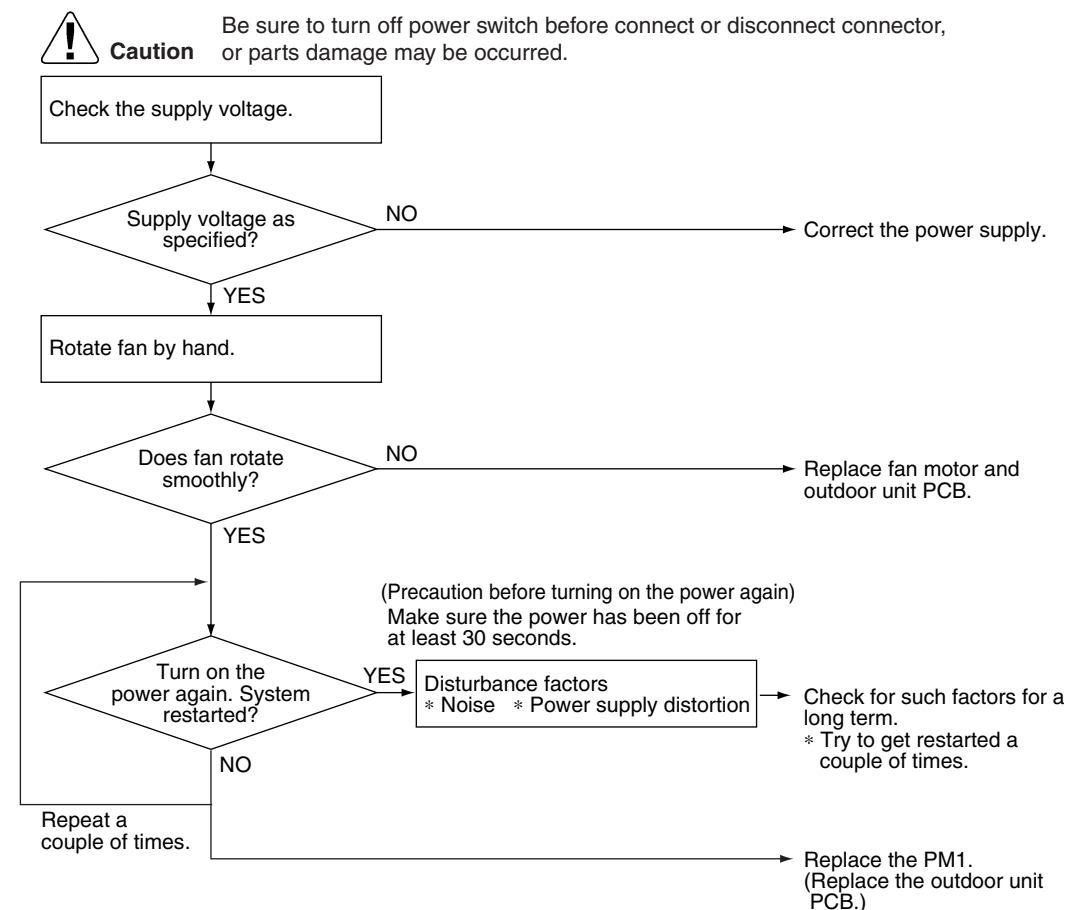 Caution
Be sure to turn off power switch before connect or disconnect connector,
or parts damage may be occurred.
Check the supply voltage.
Supply voltage as
specified?
NO
Correct the power supply.
YES
Rotate fan by hand.
Does fan rotate
smoothly?
NO
Replace fan motor and
outdoor unit PCB.
YES
(Precaution before turning on the power again)
Make sure the power has been off for
at least 30 seconds.
Turn on the
power again. System
restarted?
YES
Disturbance factors
* Noise * Power supply distortion
Check for such factors for a
long term.
* Try to get restarted a
couple of times.
NO
Repeat a
couple of times.
Replace the PM1.
(Replace the outdoor unit
PCB.)